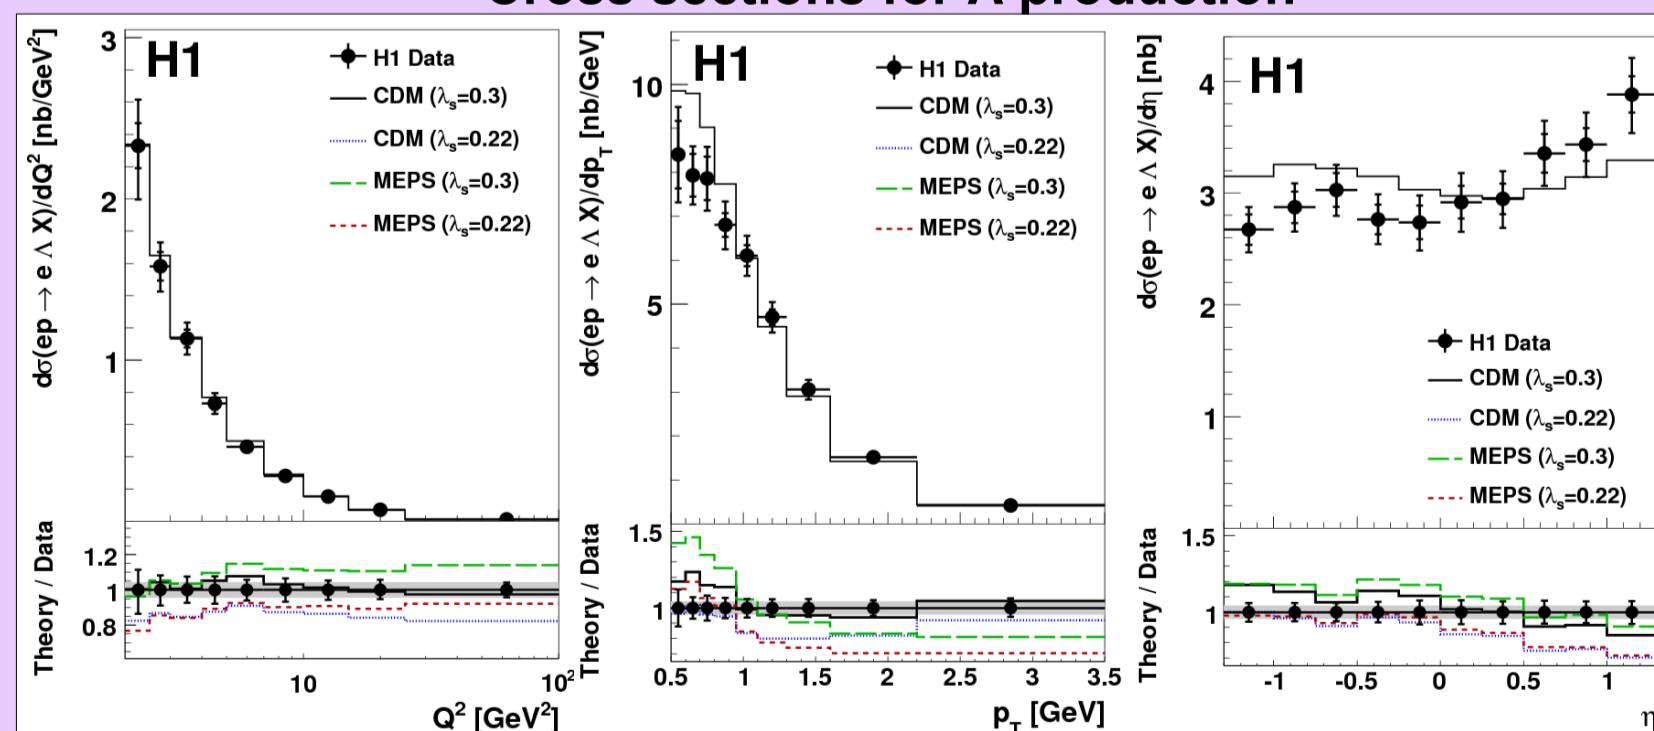 Cross sections for Λ production
H1
H1 Data
CDM (λs=0.3)
CDM (λs=0.22)
MEPS (λs=0.3)
MEPS (λs=0.22)
dσ(ep → e Λ X)/dQ² [nb/GeV²]
3
2
1
Theory / Data
1.2
1
0.8
10
10²
Q² [GeV²]
H1
H1 Data
CDM (λs=0.3)
CDM (λs=0.22)
MEPS (λs=0.3)
MEPS (λs=0.22)
dσ(ep → e Λ X)/dpT [nb/GeV]
10
5
Theory / Data
1.5
1
0.5 1 1.5 2 2.5 3 3.5
pT [GeV]
H1
dσ(ep → e Λ X)/dη [nb]
4
3
2
1
H1 Data
CDM (λs=0.3)
CDM (λs=0.22)
MEPS (λs=0.3)
MEPS (λs=0.22)
Theory / Data
1.5
1
-1 -0.5 0 0.5 1
η